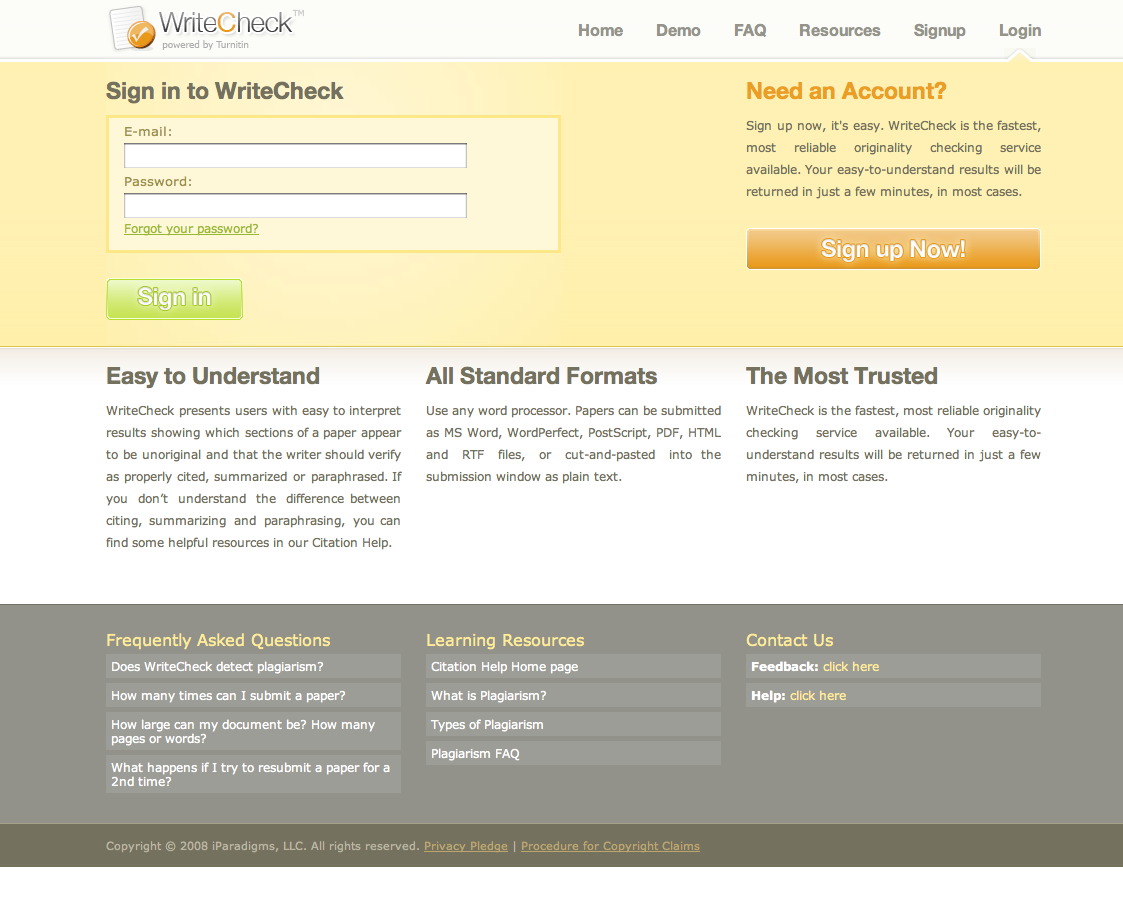 WriteCheck™
powered by Turnitin
Home Demo FAQ Resources Signup Login
Sign in to WriteCheck
E-mail:
Password:
Forgot your password?
Sign in
Need an Account?
Sign up now, it's easy. WriteCheck is the fastest,
most reliable originality checking service
available. Your easy-to-understand results will be
returned in just a few minutes, in most cases.
Sign up Now!
Easy to Understand
WriteCheck presents users with easy to interpret
results showing which sections of a paper appear
to be unoriginal and that the writer should verify
as properly cited, summarized or paraphrased. If
you don’t understand the difference between
citing, summarizing and paraphrasing, you can
find some helpful resources in our Citation Help.
All Standard Formats
Use any word processor. Papers can be submitted
as MS Word, WordPerfect, PostScript, PDF, HTML
and RTF files, or cut-and-pasted into the
submission window as plain text.
The Most Trusted
WriteCheck is the fastest, most reliable originality
checking service available. Your easy-to-
understand results will be returned in just a few
minutes, in most cases.
Frequently Asked Questions
Does WriteCheck detect plagiarism?
How many times can I submit a paper?
How large can my document be? How many
pages or words?
What happens if I try to resubmit a paper for a
2nd time?
Learning Resources
Citation Help Home page
What is Plagiarism?
Types of Plagiarism
Plagiarism FAQ
Contact Us
Feedback: click here
Help: click here
Copyright © 2008 iParadigms, LLC. All rights reserved. Privacy Pledge | Procedure for Copyright Claims